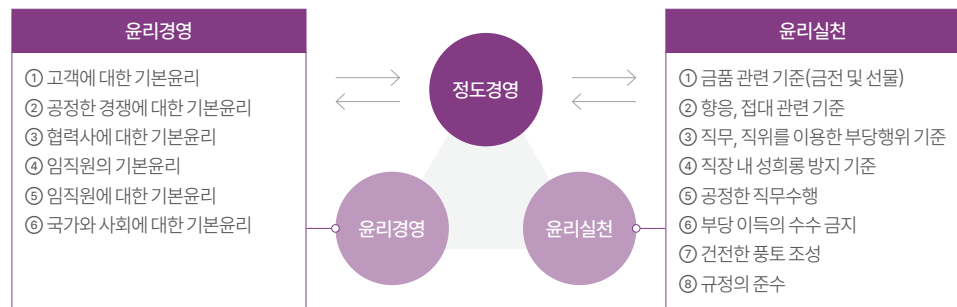 윤리경영
① 고객에 대한 기본윤리
② 공정한 경쟁에 대한 기본윤리
③ 협력사에 대한 기본윤리
④ 임직원의 기본윤리
⑤ 임직원에 대한 기본윤리
⑥ 국가와 사회에 대한 기본윤리
정도경영
윤리경영
윤리실천
윤리실천
① 금품 관련 기준(금전 및 선물)
② 향응, 접대 관련 기준
③ 직무, 직위를 이용한 부당행위 기준
④ 직장 내 성희롱 방지 기준
⑤ 공정한 직무수행
⑥ 부당 이득의 수수 금지
⑦ 건전한 풍토 조성
⑧ 규정의 준수